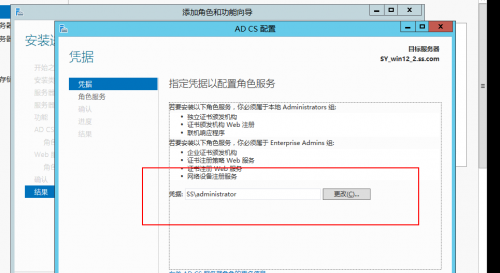 添加角色和功能向导
AD CS 配置
安装进
凭据
目标服务器
SY_win12_2.ss.com
开始之
安装类
服务器
服务器
功能
AD CS
角色
Web 服
角色
确认
结果
凭据
角色服务
确认
进度
结果
指定凭据以配置角色服务
若要安装以下角色服务，你必须属于本地 Administrators 组:
• 独立证书颁发机构
• 证书颁发机构 Web 注册
• 联机响应程序
若要安装以下角色服务，你必须属于 Enterprise Admins 组:
• 企业证书颁发机构
• 证书注册策略 Web 服务
• 证书注册 Web 服务
• 网络设备注册服务
凭据: SS\administrator
更改(C)...